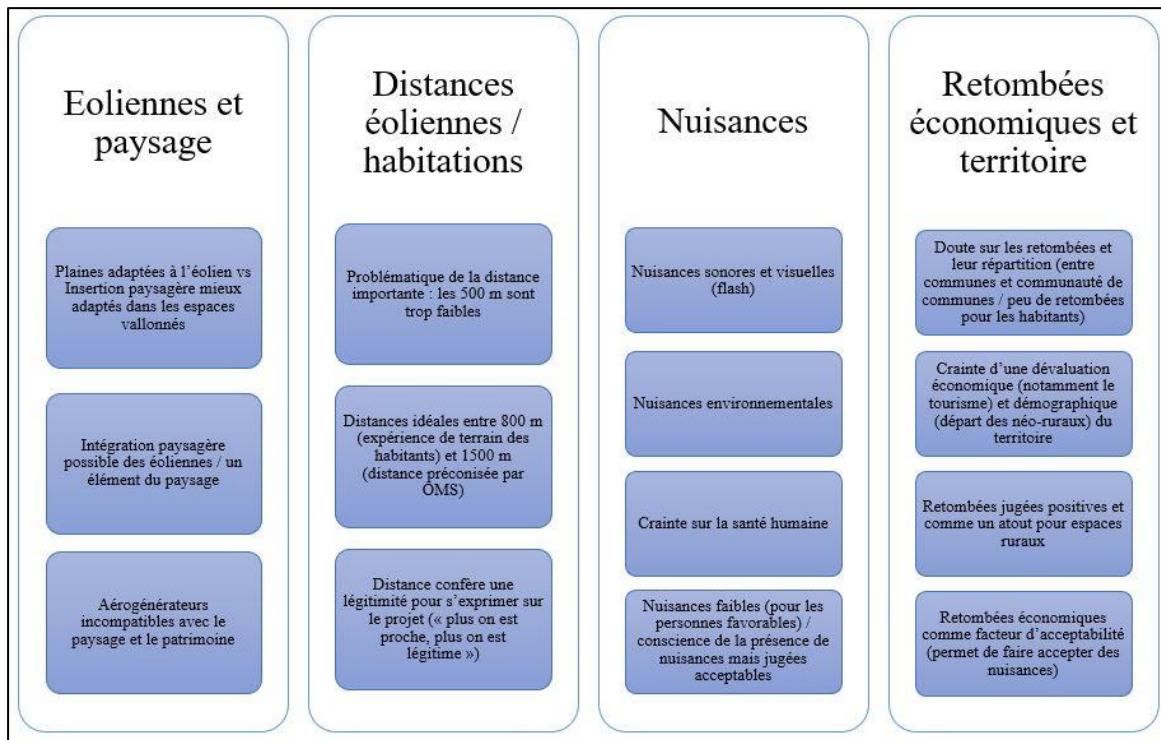 Eoliennes et
paysage
Plaines adaptées à l'éolien vs
Insertion paysagère mieux
adaptés dans les espaces
vallonnés
Intégration paysagère
possible des éoliennes / un
élément du paysage
Aérogénérateurs
incompatibles avec le
paysage et le patrimoine
Distances
éoliennes /
habitations
Problématique de la distance
importante : les 500 m sont
trop faibles
Distances idéales entre 800 m
(expérience de terrain des
habitants) et 1500 m
(distance préconisée par
OMS)
Distance confère une
légitimité pour s'exprimer sur
le projet (« plus on est
proche, plus on est
légitime »)
Nuisances
Nuisances sonores et visuelles
(flash)
Nuisances environnementales
Crainte sur la santé humaine
Nuisances faibles (pour les
personnes favorables) /
conscience de la présence de
nuisances mais jugées
acceptables
Retombées
économiques et
territoire
Doute sur les retombées et
leur répartition (entre
communes et communauté de
communes / peu de retombées
pour les habitants)
Crainte d'une dévaluation
économique (notamment le
tourisme) et démographique
(départ des néo-ruraux) du
territoire
Retombées jugées positives et
comme un atout pour espaces
ruraux
Retombées économiques
comme facteur d'acceptabilité
(permet de faire accepter des
nuisances)